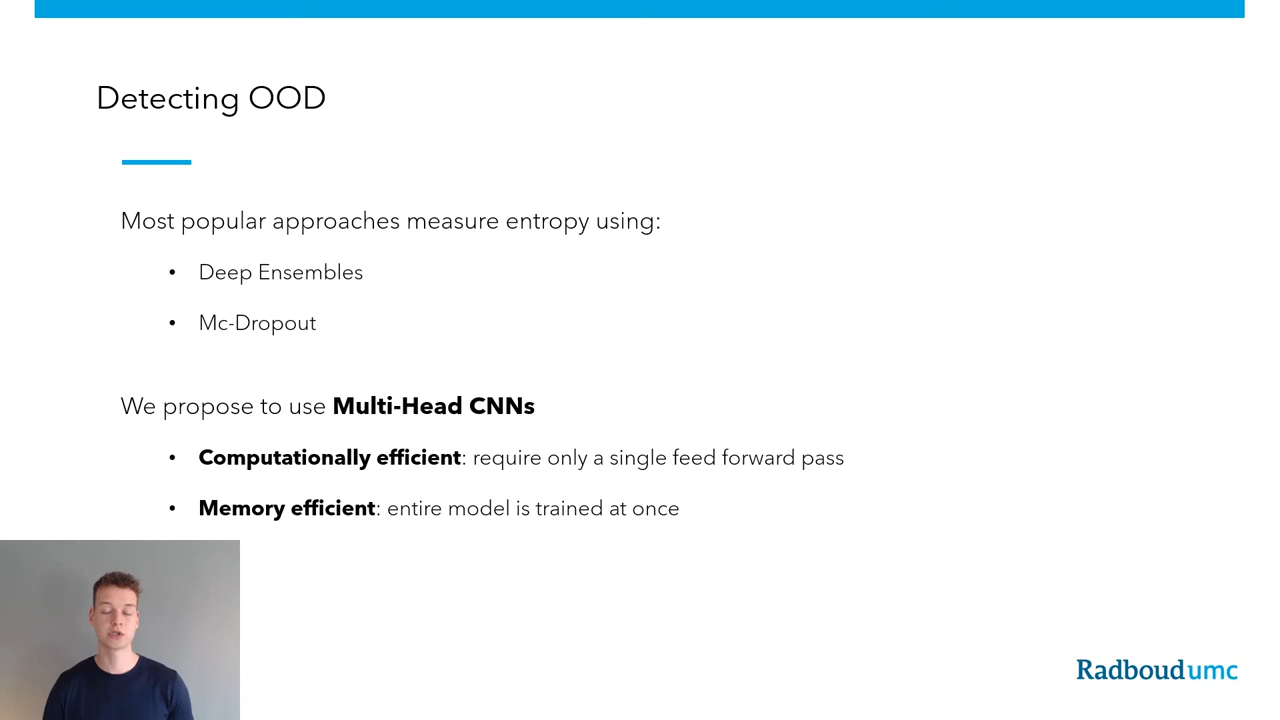 Detecting OOD
Most popular approaches measure entropy using:
• Deep Ensembles
• Mc-Dropout
We propose to use Multi-Head CNNs
• Computationally efficient: require only a single feed forward pass
• Memory efficient: entire model is trained at once
Radboudumc